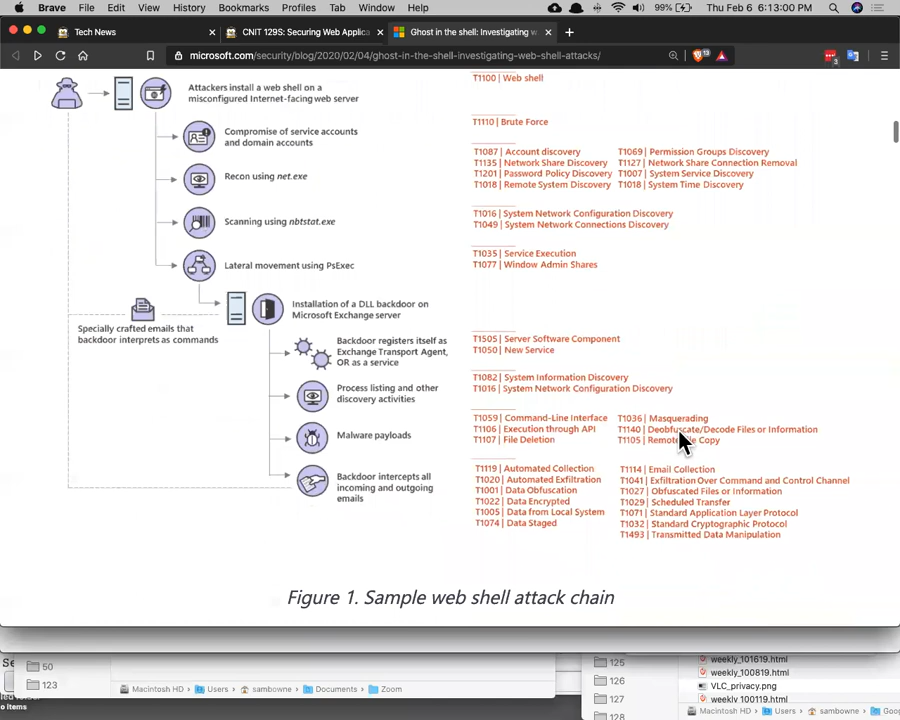 Brave File Edit View History Bookmarks Profiles Tab Window Help 99% Thu Feb 6 6:13:00 PM
Tech News × CNIT 129S: Securing Web Applica × Ghost in the shell: Investigating w ×
microsoft.com/security/blog/2020/02/04/ghost-in-the-shell-investigating-web-shell-attacks/ 13 3
Attackers install a web shell on a
misconfigured Internet-facing web server
T1100 | Web shell
Compromise of service accounts
and domain accounts
T1110 | Brute Force
Recon using net.exe
T1087 | Account discovery T1069 | Permission Groups Discovery
T1135 | Network Share Discovery T1127 | Network Share Connection Removal
T1201 | Password Policy Discovery T1007 | System Service Discovery
T1018 | Remote System Discovery T1018 | System Time Discovery
Scanning using nbtstat.exe
T1016 | System Network Configuration Discovery
T1049 | System Network Connections Discovery
Lateral movement using PsExec
T1035 | Service Execution
T1077 | Window Admin Shares
Installation of a DLL backdoor on
Microsoft Exchange server
Specially crafted emails that
backdoor interprets as commands
Backdoor registers itself as
Exchange Transport Agent,
OR as a service
T1505 | Server Software Component
T1050 | New Service
Process listing and other
discovery activities
T1082 | System Information Discovery
T1016 | System Network Configuration Discovery
Malware payloads
T1059 | Command-Line Interface T1036 | Masquerading
T1106 | Execution through API T1140 | Deobfuscate/Decode Files or Information
T1107 | File Deletion T1105 | Remote Copy
Backdoor intercepts all
incoming and outgoing
emails
T1119 | Automated Collection T1114 | Email Collection
T1020 | Automated Exfiltration T1041 | Exfiltration Over Command and Control Channel
T1001 | Data Obfuscation T1027 | Obfuscated Files or Information
T1022 | Data Encrypted T1029 | Scheduled Transfer
T1005 | Data from Local System T1071 | Standard Application Layer Protocol
T1074 | Data Staged T1032 | Standard Cryptographic Protocol
T1493 | Transmitted Data Manipulation
Figure 1. Sample web shell attack chain
50
123
Macintosh HD › Users › sambowne › Documents › Zoom
125 weekly_101619.html
126 weekly_100819.html
127 VLC_privacy.png
128 weekly 100119.html
Macintosh HD › Users › sambowne › Goo